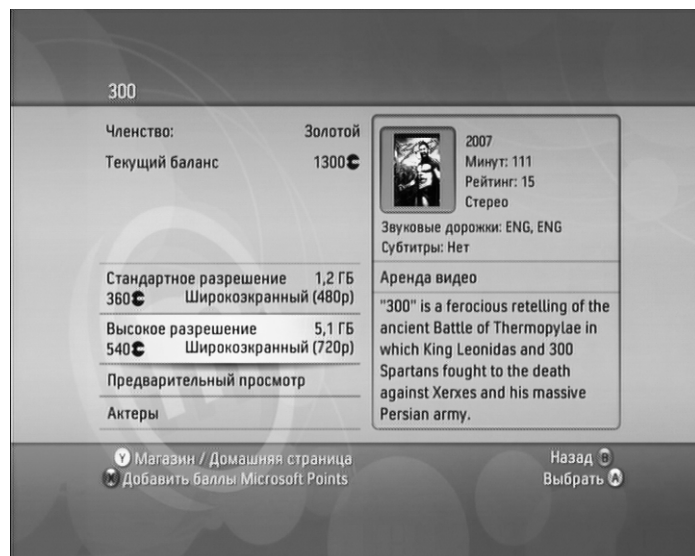 300
Членство: Золотой
Текущий баланс 1300
Стандартное разрешение 1,2 ГБ
360 Широкоэкранный (480p)
Высокое разрешение 5,1 ГБ
540 Широкоэкранный (720p)
Предварительный просмотр
Актеры
2007
Минут: 111
Рейтинг: 15
Стерео
Звуковые дорожки: ENG, ENG
Субтитры: Нет
Аренда видео
"300" is a ferocious retelling of the
ancient Battle of Thermopylae in
which King Leonidas and 300
Spartans fought to the death
against Xerxes and his massive
Persian army.
Y Магазин / Домашняя страница
X Добавить баллы Microsoft Points
Назад B
Выбрать A